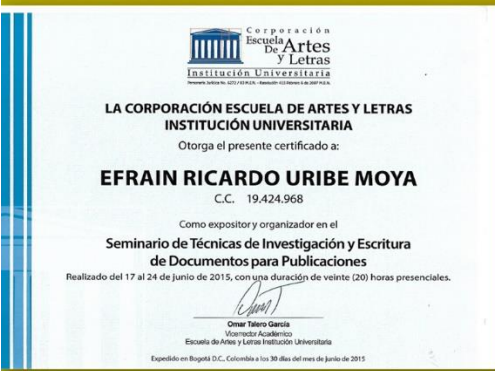 Corporación
Escuela
De Artes
y Letras
Institución Universitaria
LA CORPORACIÓN ESCUELA DE ARTES Y LETRAS
INSTITUCIÓN UNIVERSITARIA
Otorga el presente certificado a:
EFRAIN RICARDO URIBE MOYA
C.C. 19.424.968
Como expositor y organizador en el
Seminario de Técnicas de Investigación y Escritura
de Documentos para Publicaciones
Realizado del 17 al 24 de junio de 2015, con una duración de veinte (20) horas presenciales.
Omar Talero García
Vicerrector Académico
Escuela de Artes y Letras Institución Universitaria
Expedido en Bogotá D.C., Colombia a los 30 días del mes de junio de 2015